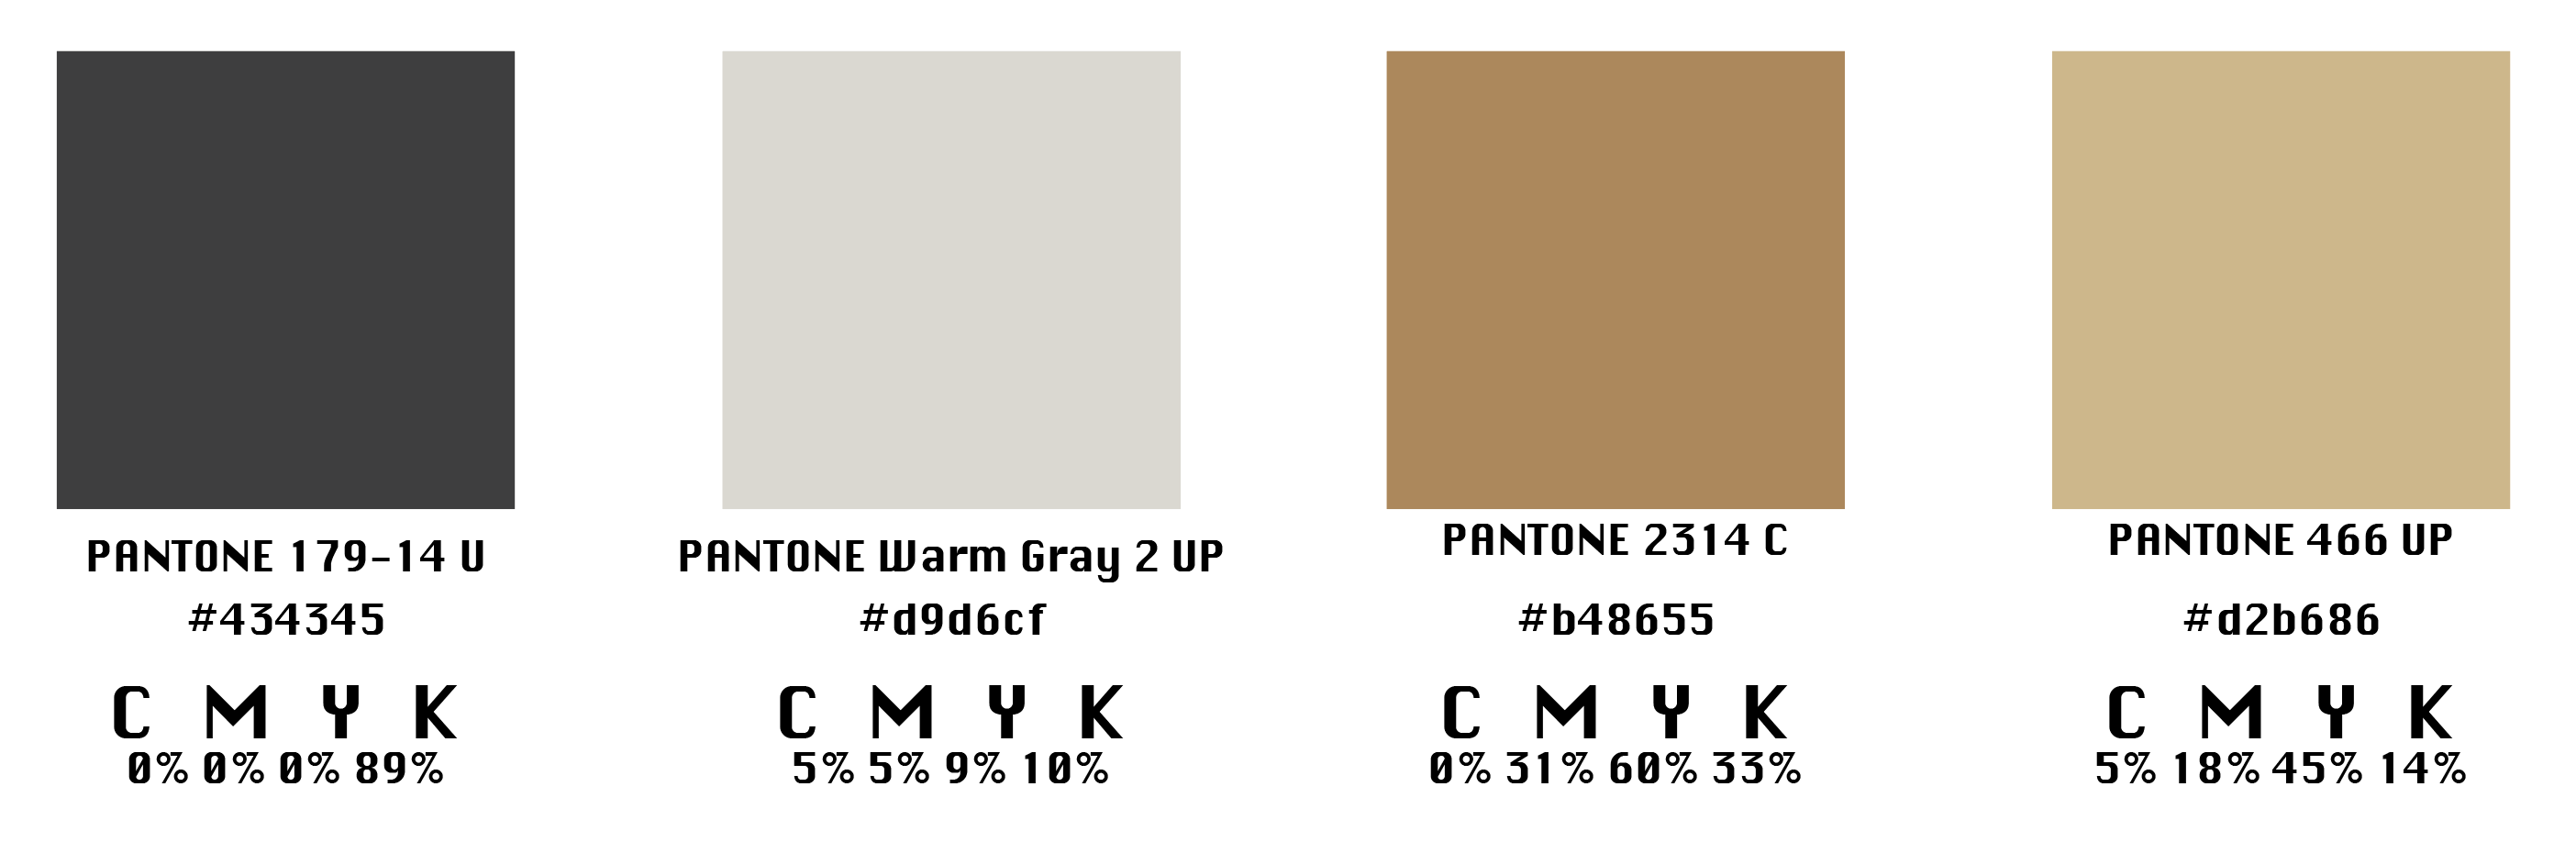 PANTONE 179-14 U
#434345
C M Y K
0% 0% 0% 89%
PANTONE Warm Gray 2 UP
#d9d6cf
C M Y K
5% 5% 9% 10%
PANTONE 2314 C
#b48655
C M Y K
0% 31% 60% 33%
PANTONE 466 UP
#d2b686
C M Y K
5% 18% 45% 14%